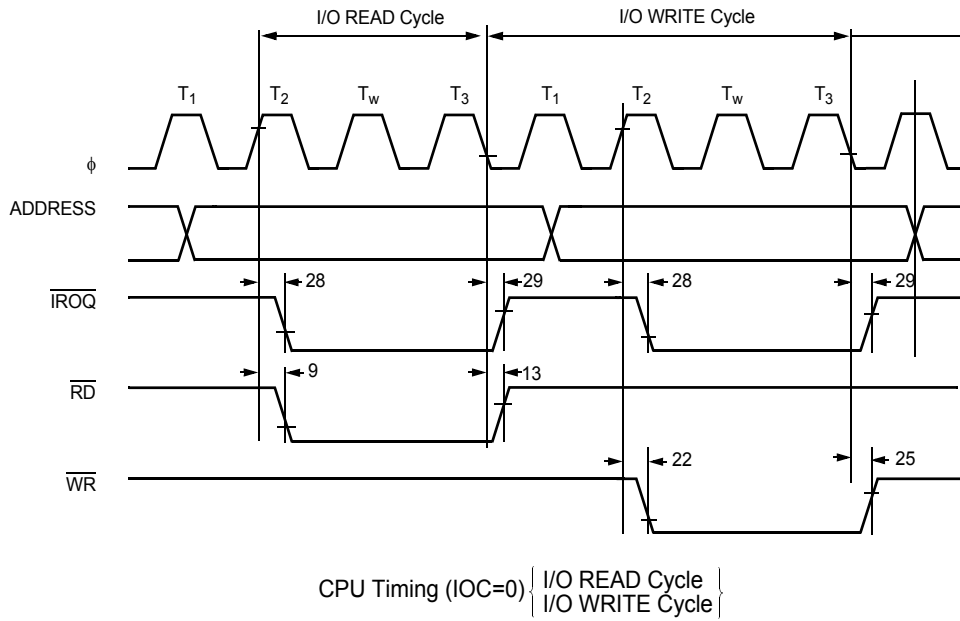 I/O READ Cycle I/O WRITE Cycle
T1 T2 Tw T3 T1 T2 Tw T3
ϕ
ADDRESS
28 29 28 29
IROQ
9 13
RD
22 25
WR
CPU Timing (IOC=0) { I/O READ Cycle
I/O WRITE Cycle }